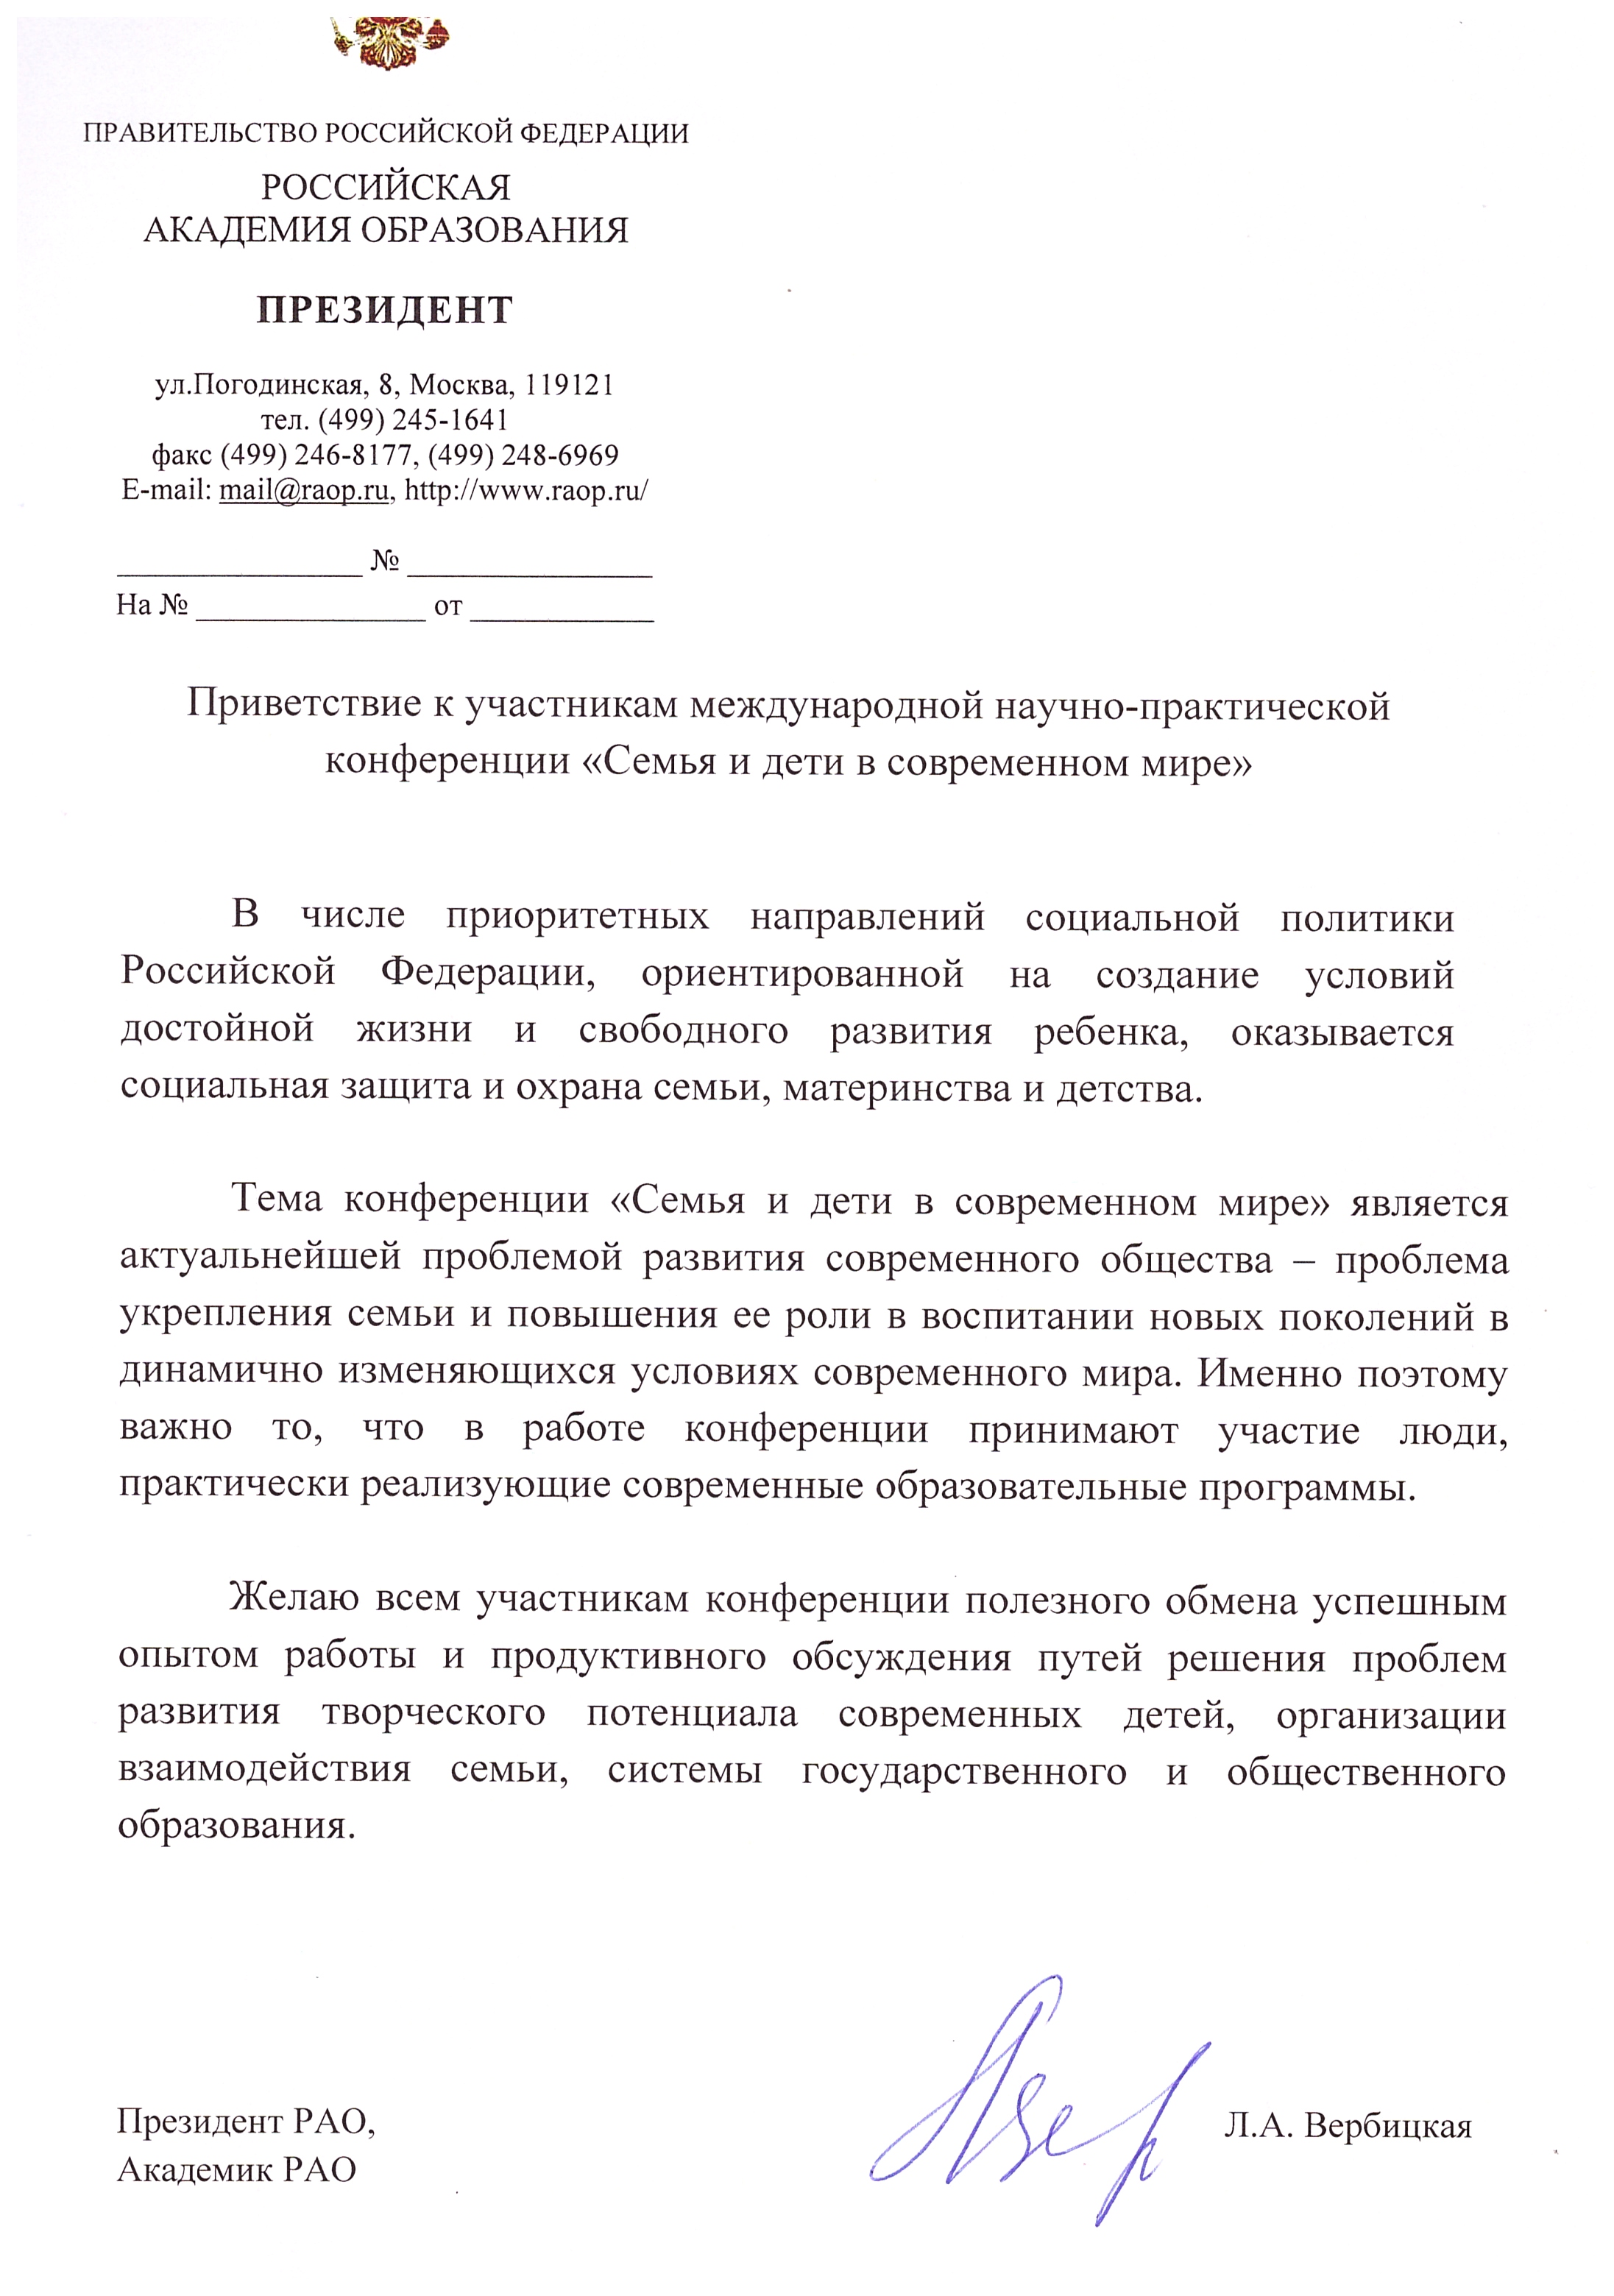 ПРАВИТЕЛЬСТВО РОССИЙСКОЙ ФЕДЕРАЦИИ
РОССИЙСКАЯ
АКАДЕМИЯ ОБРАЗОВАНИЯ
ПРЕЗИДЕНТ
ул.Погодинская, 8, Москва, 119121
тел. (499) 245-1641
факс (499) 246-8177, (499) 248-6969
E-mail: mail@raop.ru, http://www.raop.ru/
________________ № ________________
На № _______________ от ____________
Приветствие к участникам международной научно-практической
конференции «Семья и дети в современном мире»
В числе приоритетных направлений социальной политики
Российской Федерации, ориентированной на создание условий
достойной жизни и свободного развития ребенка, оказывается
социальная защита и охрана семьи, материнства и детства.
Тема конференции «Семья и дети в современном мире» является
актуальнейшей проблемой развития современного общества – проблема
укрепления семьи и повышения ее роли в воспитании новых поколений в
динамично изменяющихся условиях современного мира. Именно поэтому
важно то, что в работе конференции принимают участие люди,
практически реализующие современные образовательные программы.
Желаю всем участникам конференции полезного обмена успешным
опытом работы и продуктивного обсуждения путей решения проблем
развития творческого потенциала современных детей, организации
взаимодействия семьи, системы государственного и общественного
образования.
Президент РАО,
Академик РАО
Л.А. Вербицкая